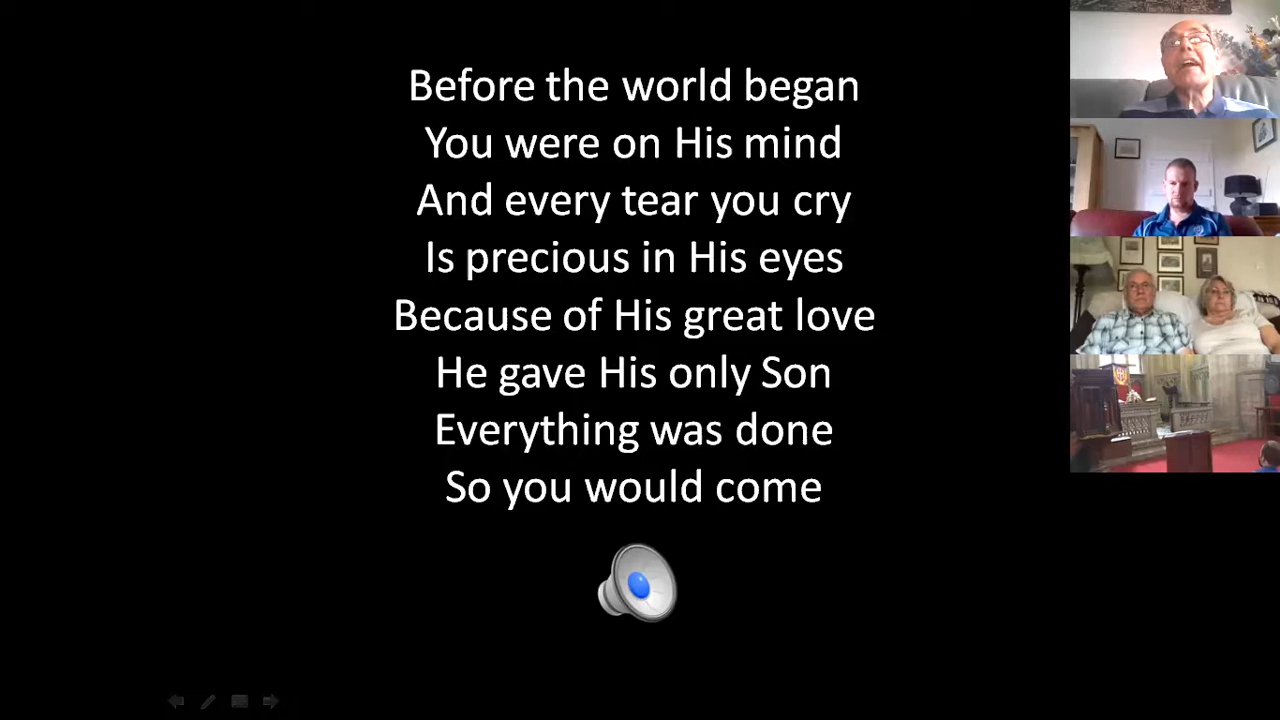 Before the world began
You were on His mind
And every tear you cry
Is precious in His eyes
Because of His great love
He gave His only Son
Everything was done
So you would come